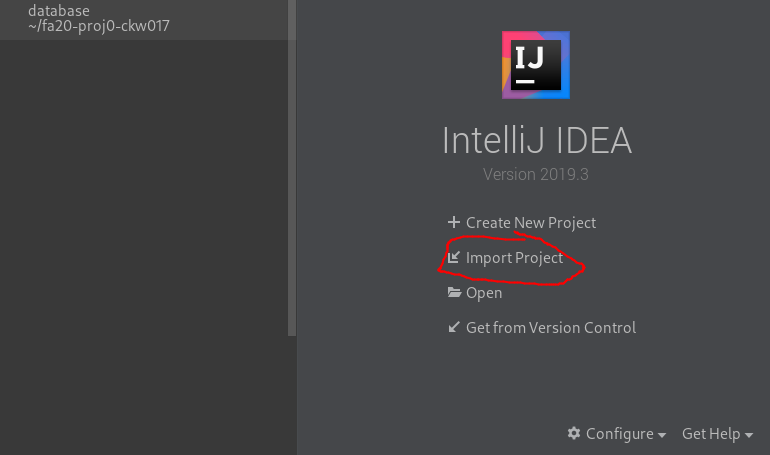 database
~/fa20-proj0-ckw017
IJ
IntelliJ IDEA
Version 2019.3
Create New Project
Import Project
Open
Get from Version Control
Configure
Get Help